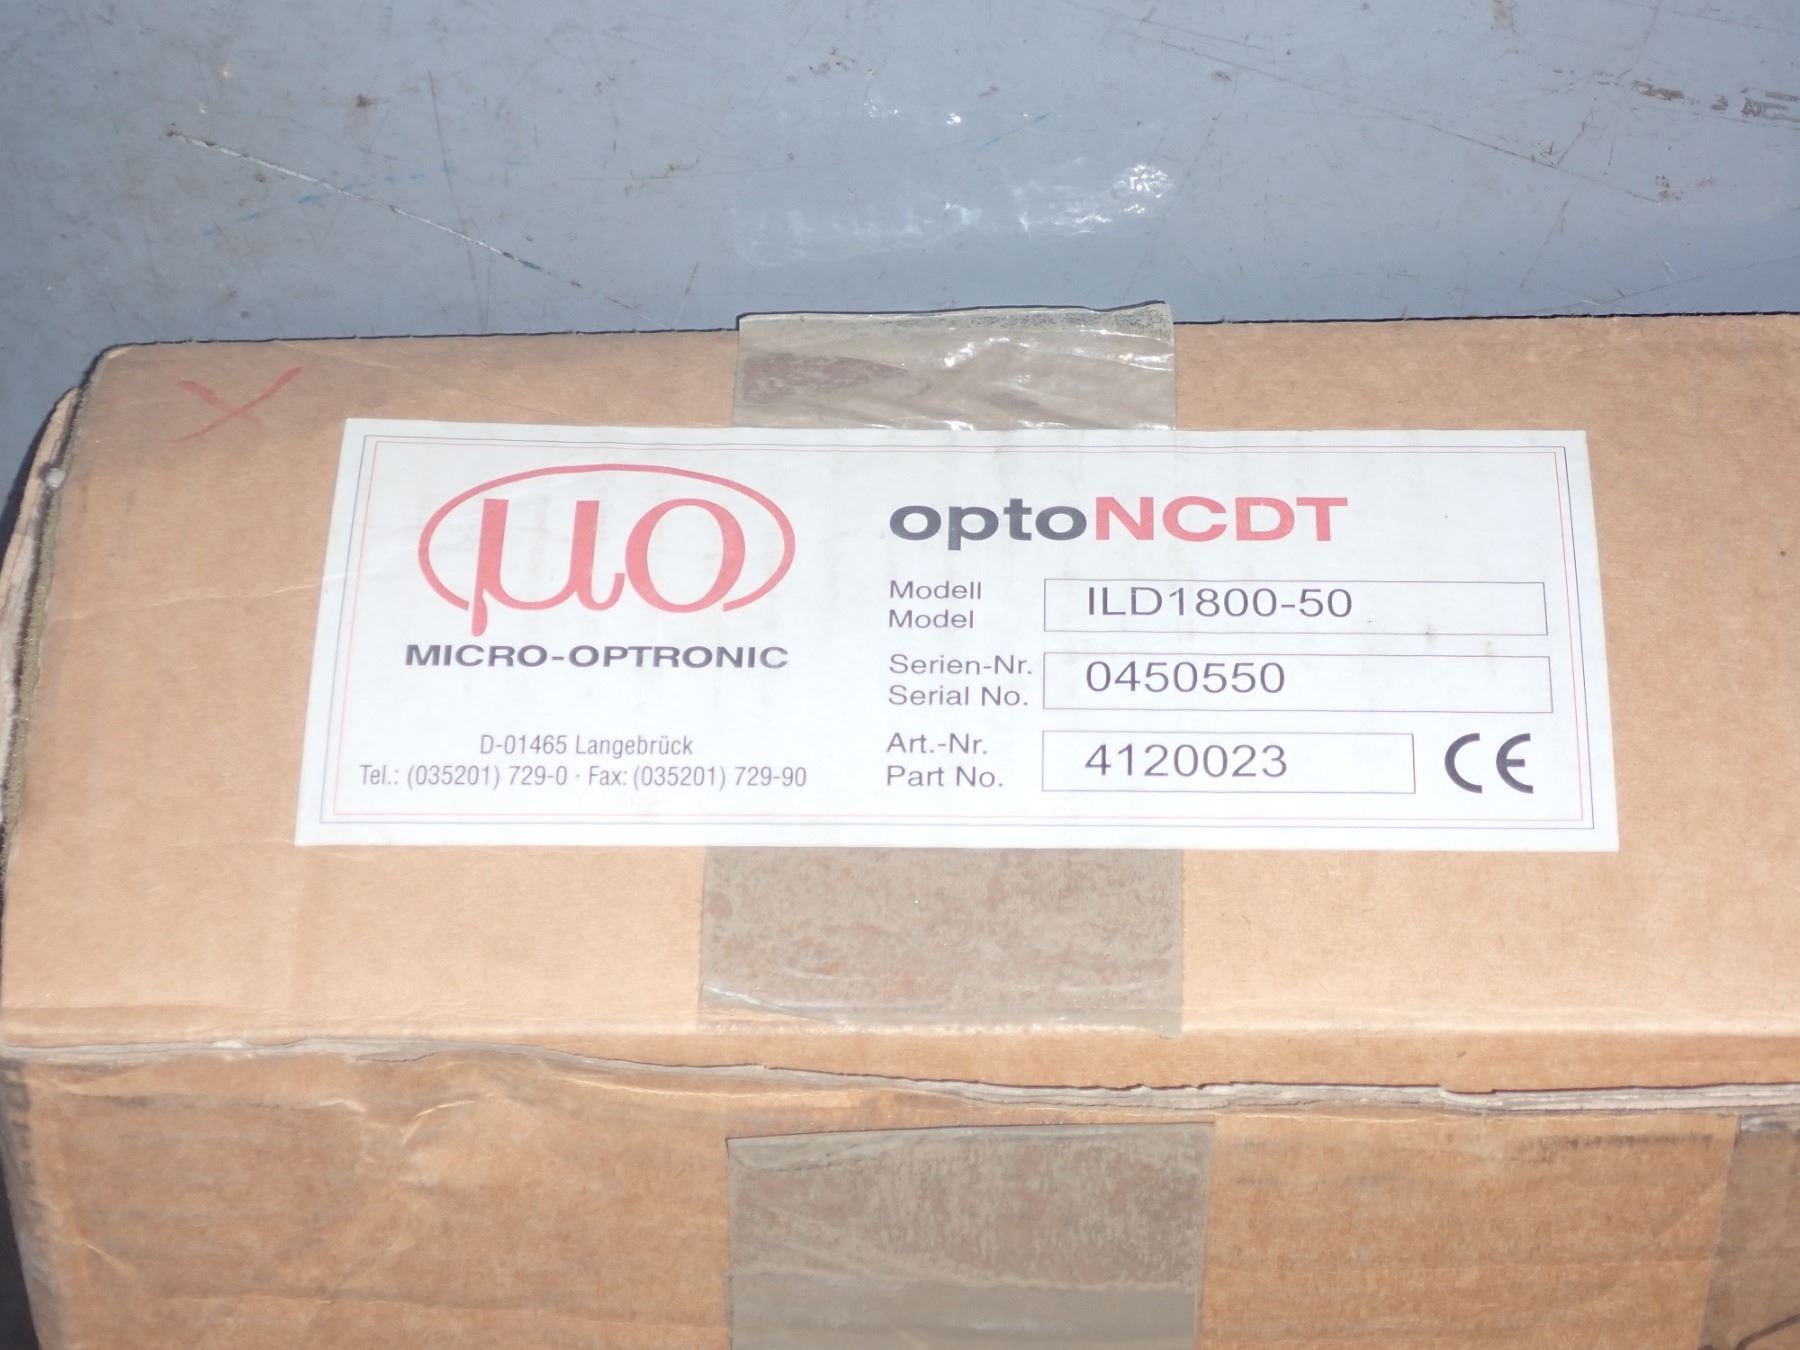 µo
MICRO-OPTRONIC
D-01465 Langebrück
Tel.: (035201) 729-0 · Fax: (035201) 729-90
optoNCDT
Modell
Model
ILD1800-50
Serien-Nr.
Serial No.
0450550
Art.-Nr.
Part No.
4120023
CE